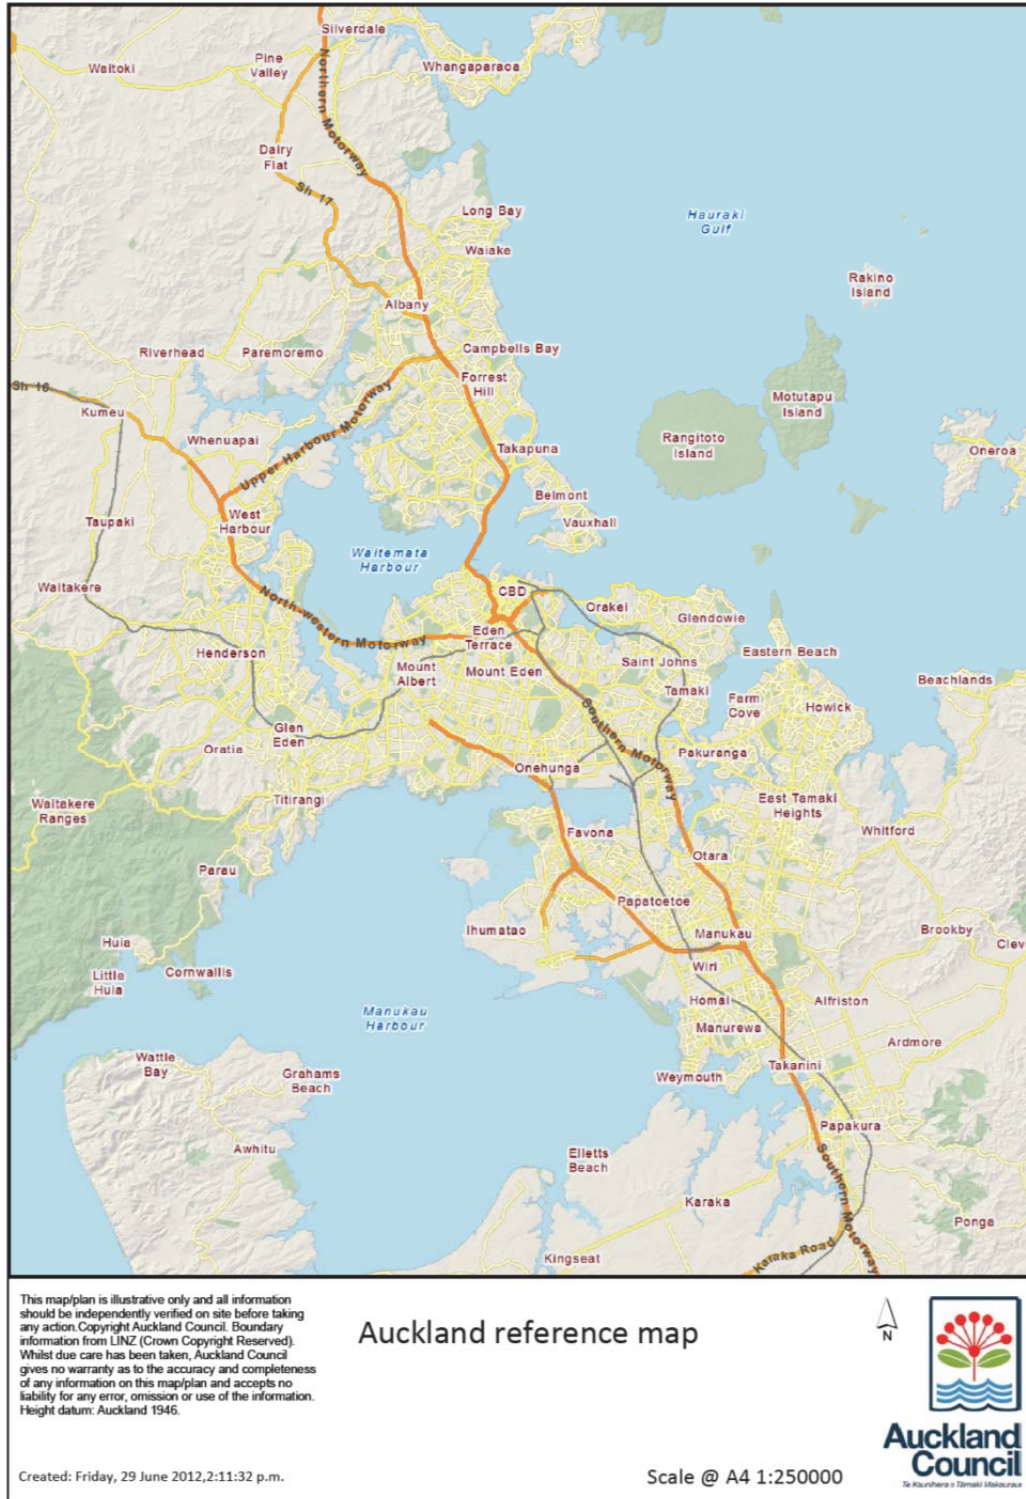 Silverdale
Waitoki
Pine
Valley
Whangaparaoa
Northern Motorway
Dairy
Flat
Sh 17
Long Bay
Hauraki
Gulf
Waiake
Rakino
Island
Albany
Riverhead
Paremoremo
Campbells Bay
Forrest
Hill
Sh 16
Kumeu
Motutapu
Island
Whenuapai
Upper Harbour Motorway
Takapuna
Rangitoto
Island
Oneroa
Belmont
West
Harbour
Taupaki
Vauxhall
Waitemata
Harbour
Waitakere
North-western Motorway
CBD
Orakei
Glendowie
Eden
Terrace
Henderson
Mount
Albert
Mount Eden
Saint Johns
Eastern Beach
Tamaki
Beachlands
Farm
Cove
Howick
Southern Motorway
Glen
Eden
Oratia
Pakuranga
Onehunga
Waitakere
Ranges
Titirangi
East Tamaki
Heights
Favona
Whitford
Otara
Parau
Papatoetoe
Ihumatao
Manukau
Brookby
Clev
Huia
Little
Huia
Cornwallis
Wiri
Homai
Alfriston
Manukau
Harbour
Manurewa
Ardmore
Wattle
Bay
Grahams
Beach
Weymouth
Takanini
Papakura
Awhitu
Elletts
Beach
Southern Motorway
Karaka
Ponga
Kingseat
Karaka Road
This map/plan is illustrative only and all information
should be independently verified on site before taking
any action.Copyright Auckland Council. Boundary
information from LINZ (Crown Copyright Reserved).
Whilst due care has been taken, Auckland Council
gives no warranty as to the accuracy and completeness
of any information on this map/plan and accepts no
liability for any error, omission or use of the information.
Height datum: Auckland 1946.
Auckland reference map
N
Auckland
Council
Te Kaunihera o Tāmaki Makaurau
Created: Friday, 29 June 2012,2:11:32 p.m.
Scale @ A4 1:250000